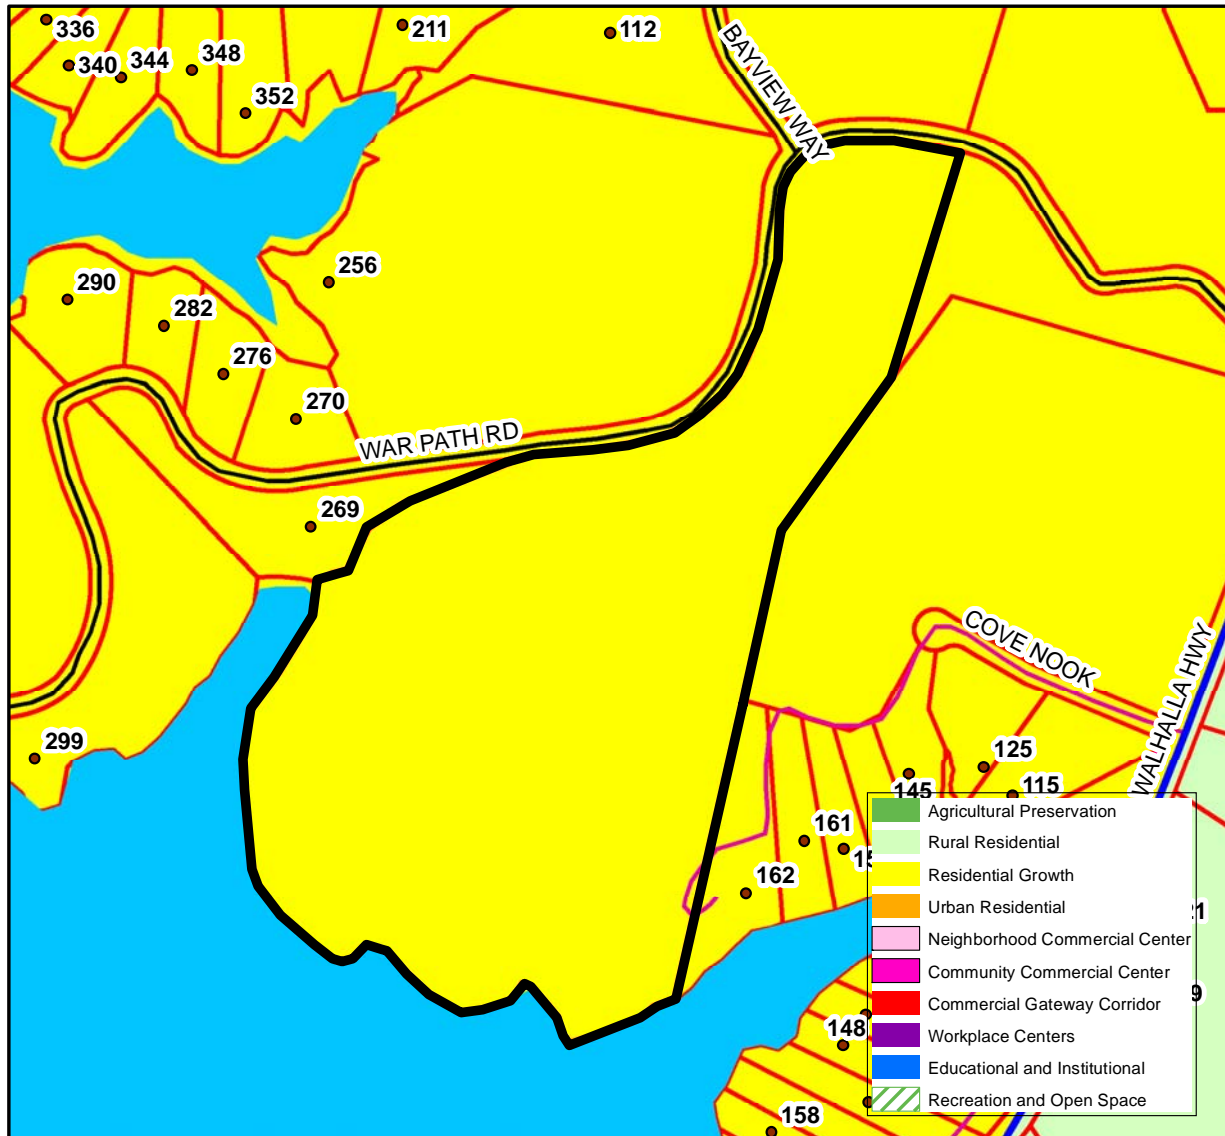 336
211
112
340
344
348
352
BAYVIEW WAY
256
290
282
276
270
WAR PATH RD
269
COVE NOOK
WALHALLA HWY
299
125
145
115
161
162
148
158
Agricultural Preservation
Rural Residential
Residential Growth
Urban Residential
Neighborhood Commercial Center
Community Commercial Center
Commercial Gateway Corridor
Workplace Centers
Educational and Institutional
Recreation and Open Space